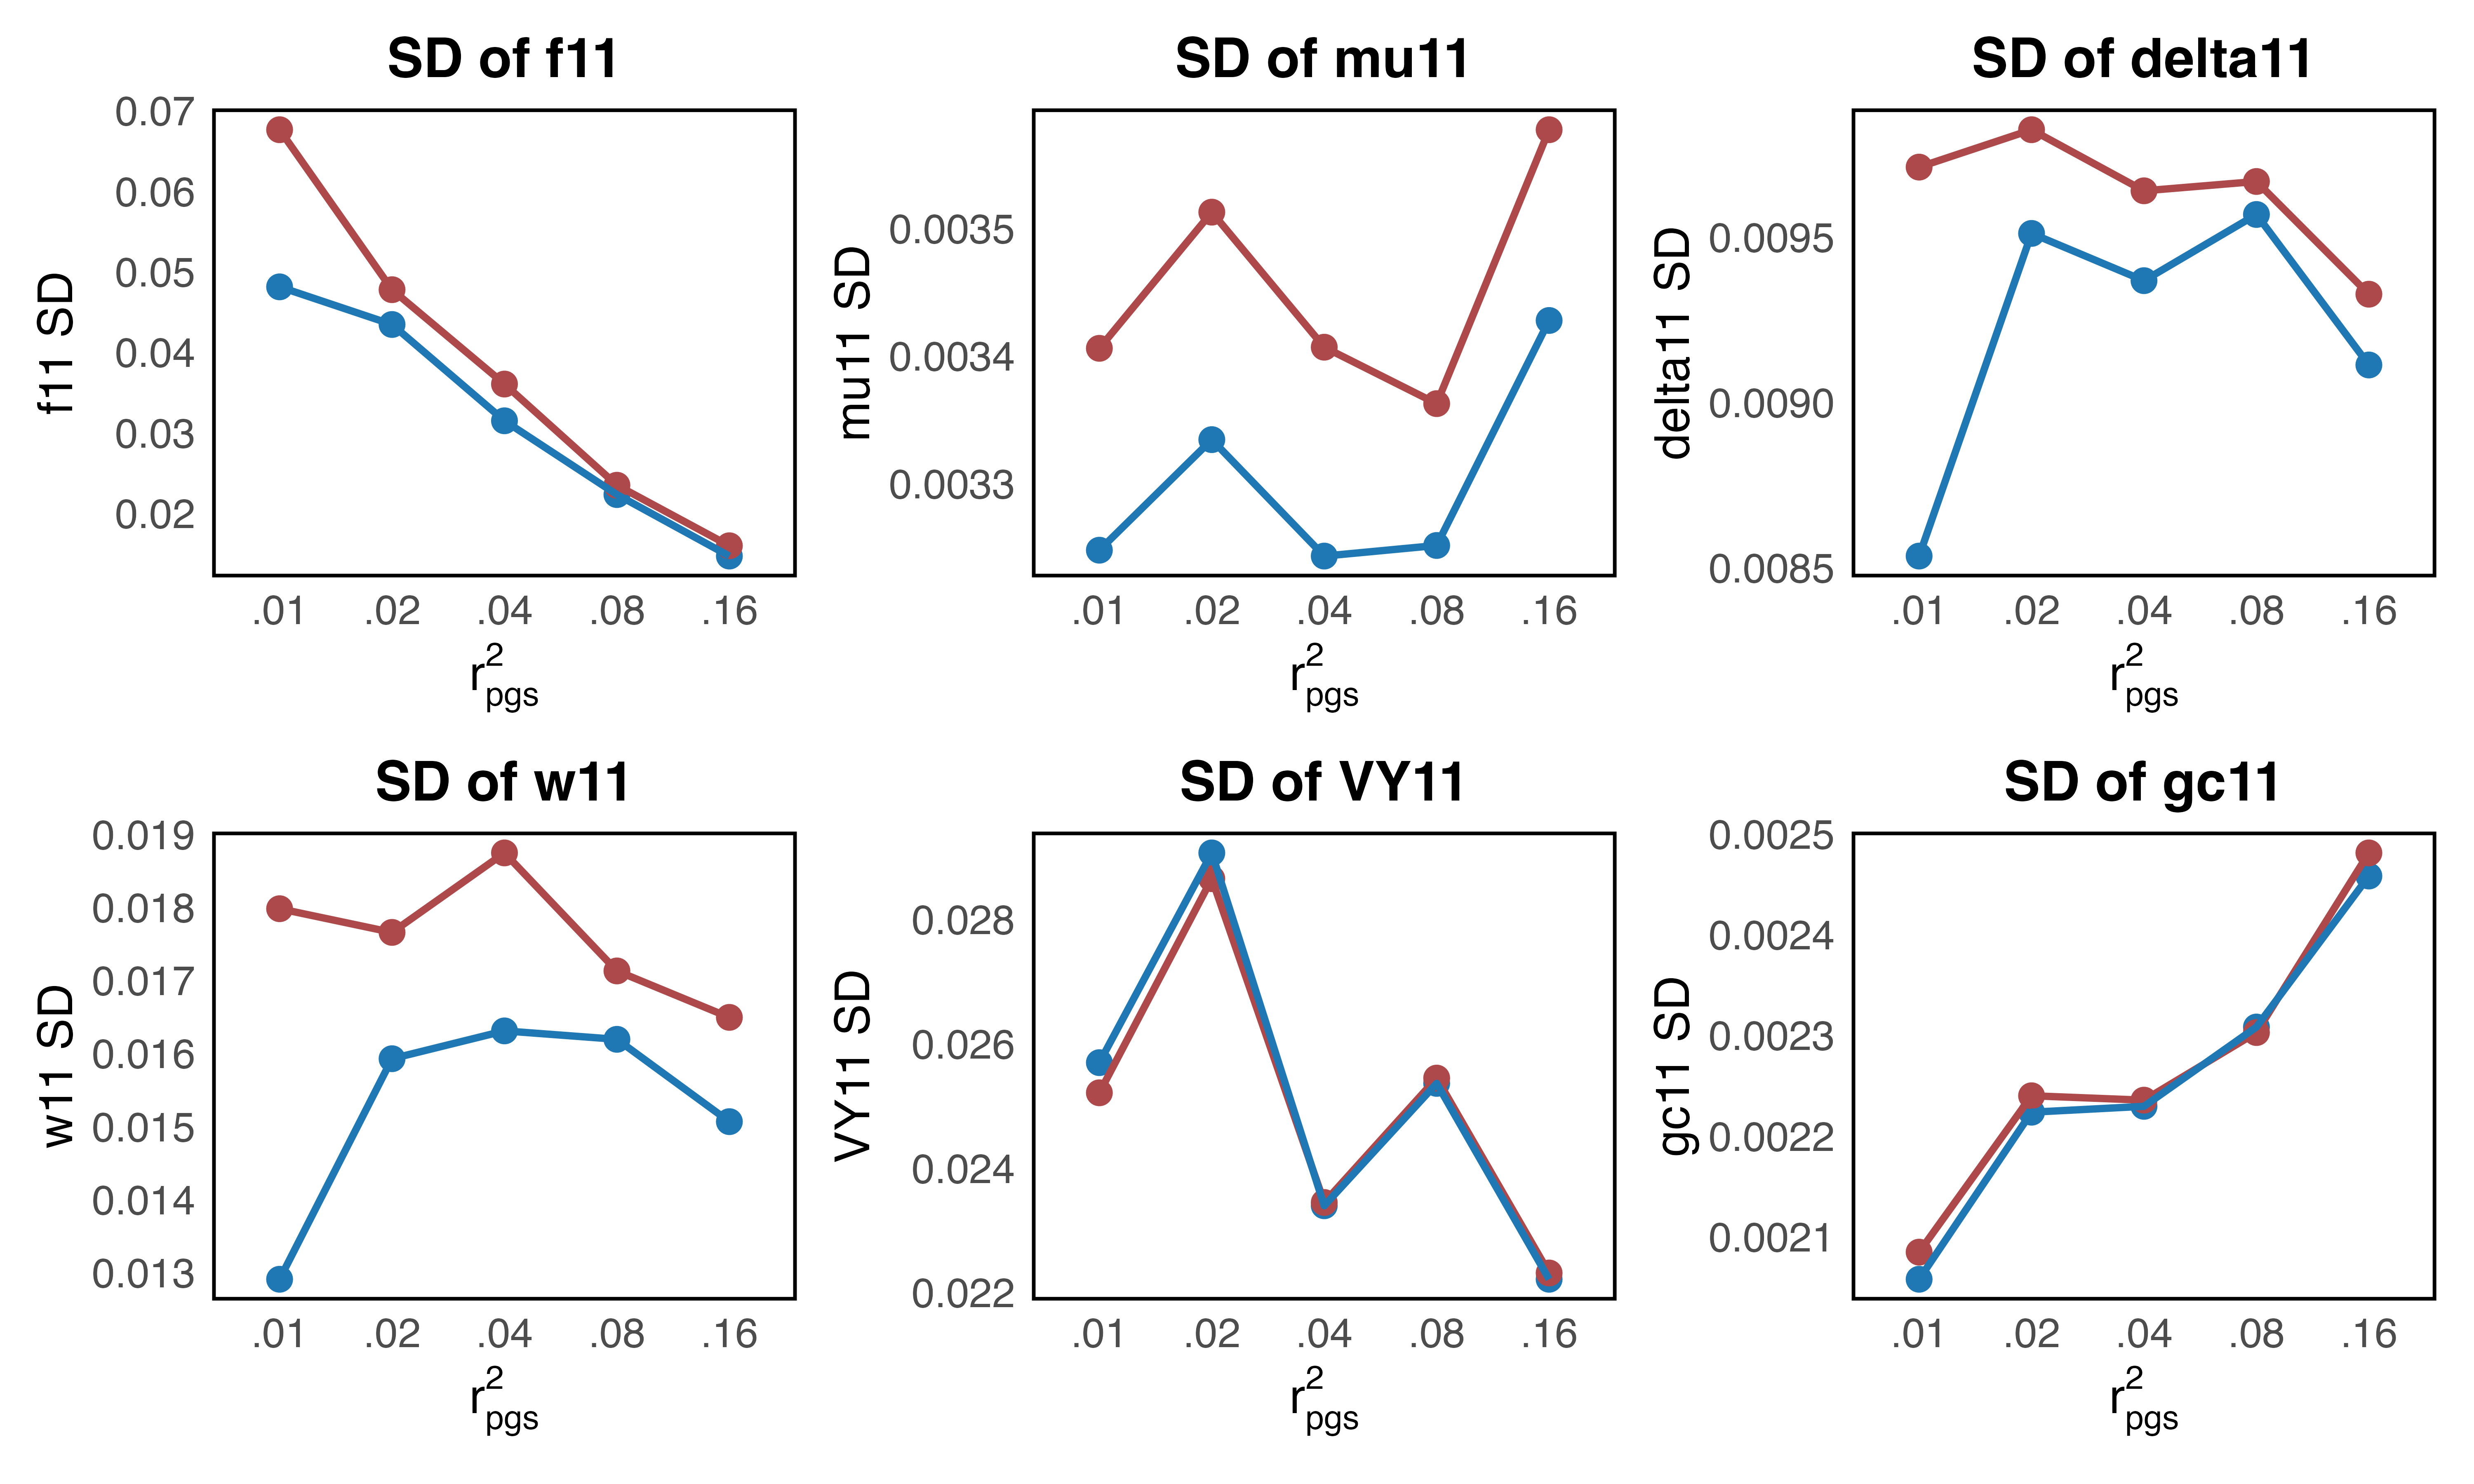 SD of f11
f11 SD
0.07
0.06
0.05
0.04
0.03
0.02
.01 .02 .04 .08 .16
r²pgs
SD of mu11
mu11 SD
0.0035
0.0034
0.0033
.01 .02 .04 .08 .16
r²pgs
SD of delta11
delta11 SD
0.0095
0.0090
0.0085
.01 .02 .04 .08 .16
r²pgs
SD of w11
w11 SD
0.019
0.018
0.017
0.016
0.015
0.014
0.013
.01 .02 .04 .08 .16
r²pgs
SD of VY11
VY11 SD
0.028
0.026
0.024
0.022
.01 .02 .04 .08 .16
r²pgs
SD of gc11
gc11 SD
0.0025
0.0024
0.0023
0.0022
0.0021
.01 .02 .04 .08 .16
r²pgs